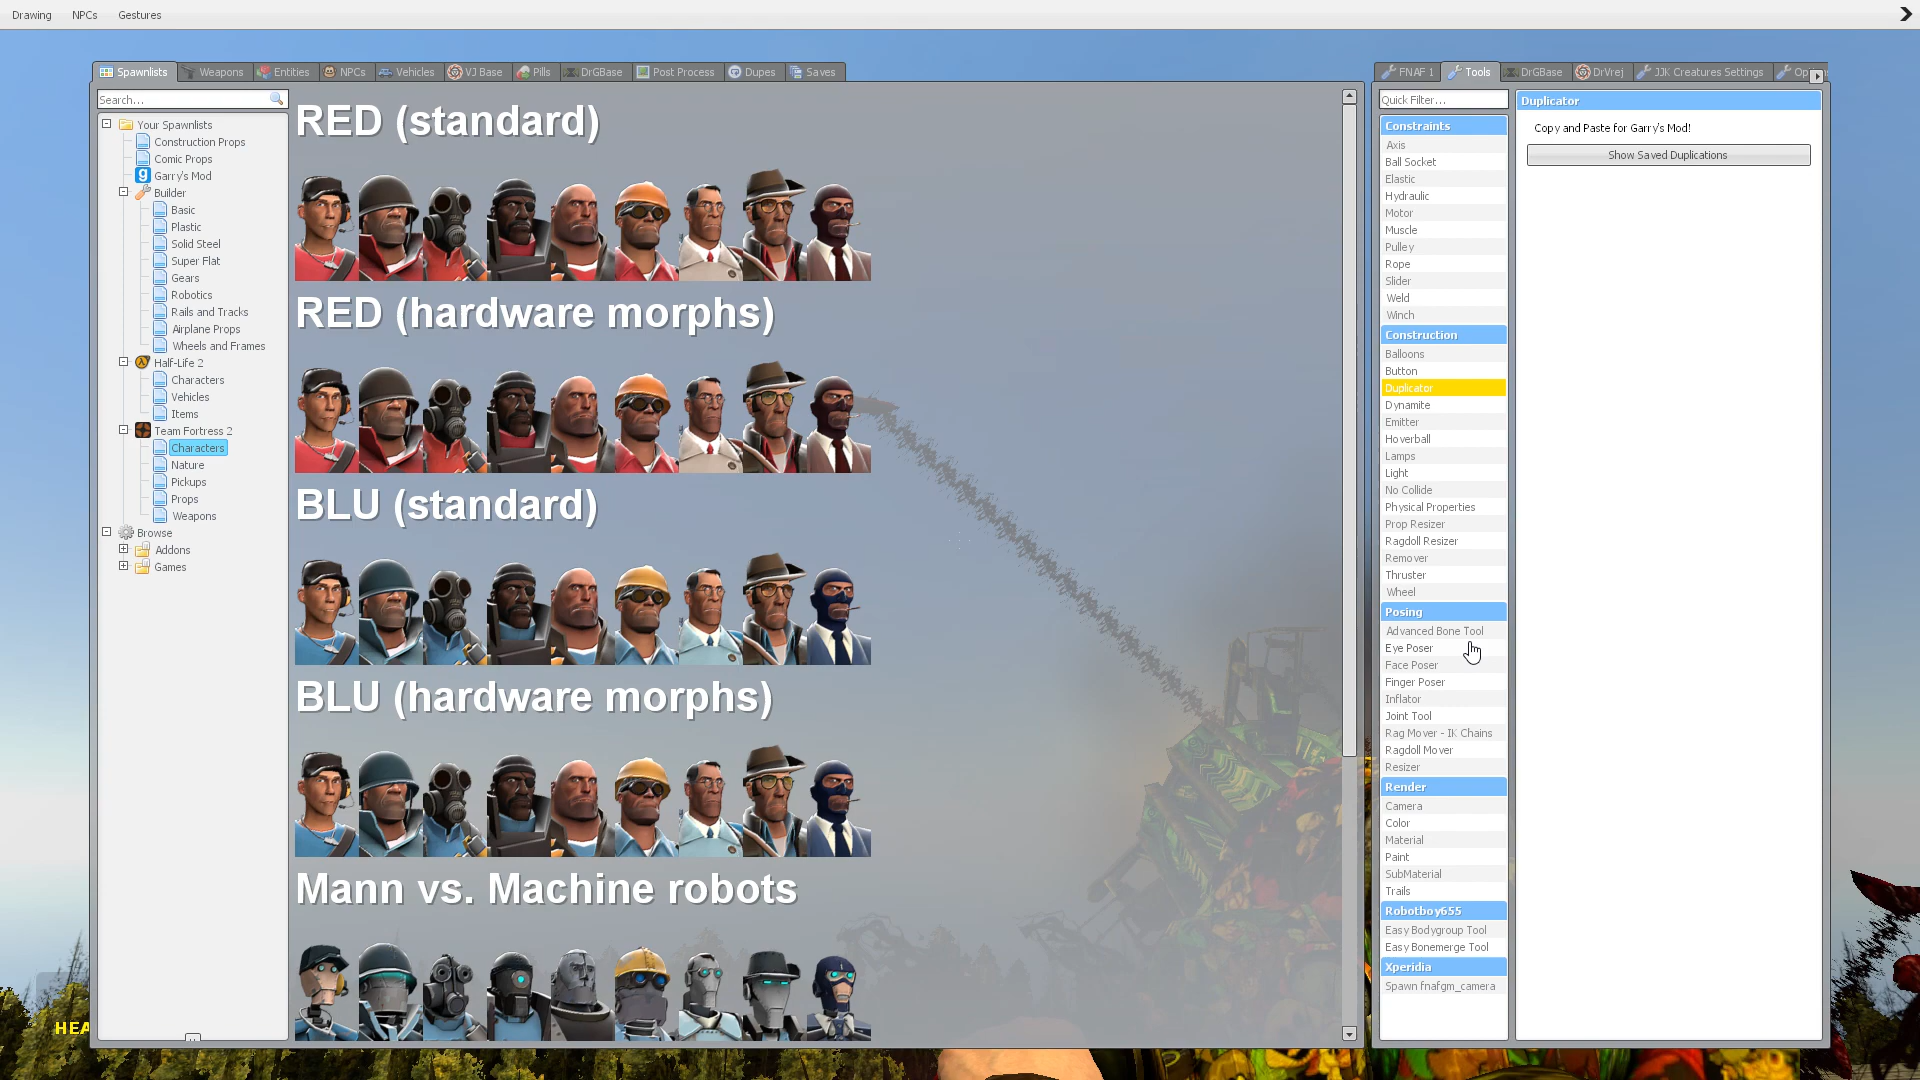 Drawing NPCs Gestures
Spawnlists Weapons Entities NPCs Vehicles VJ Base Pills DrGBase Post Process Dupes Saves
Search...
Your Spawnlists
Construction Props
Comic Props
Garry's Mod
Builder
Basic
Plastic
Solid Steel
Super Flat
Gears
Robotics
Rails and Tracks
Airplane Props
Wheels and Frames
Half-Life 2
Characters
Vehicles
Items
Team Fortress 2
Characters
Nature
Pickups
Props
Weapons
Browse
Addons
Games
RED (standard)
RED (hardware morphs)
BLU (standard)
BLU (hardware morphs)
Mann vs. Machine robots
FNAF 1 Tools DrGBase DrVrej JJK Creatures Settings
Quick Filter...
Constraints
Axis
Ball Socket
Elastic
Hydraulic
Motor
Muscle
Pulley
Rope
Slider
Weld
Winch
Construction
Balloons
Button
Duplicator
Dynamite
Emitter
Hoverball
Lamps
Light
No Collide
Physical Properties
Prop Resizer
Ragdoll Resizer
Remover
Thruster
Wheel
Posing
Advanced Bone Tool
Eye Poser
Face Poser
Finger Poser
Inflator
Joint Tool
Rag Mover - IK Chains
Ragdoll Mover
Resizer
Render
Camera
Color
Material
Paint
SubMaterial
Trails
Robotboy655
Easy Bodygroup Tool
Easy Bonemerge Tool
Xperidia
Spawn fnafgm_camera
Duplicator
Copy and Paste for Garry's Mod!
Show Saved Duplications
HEA